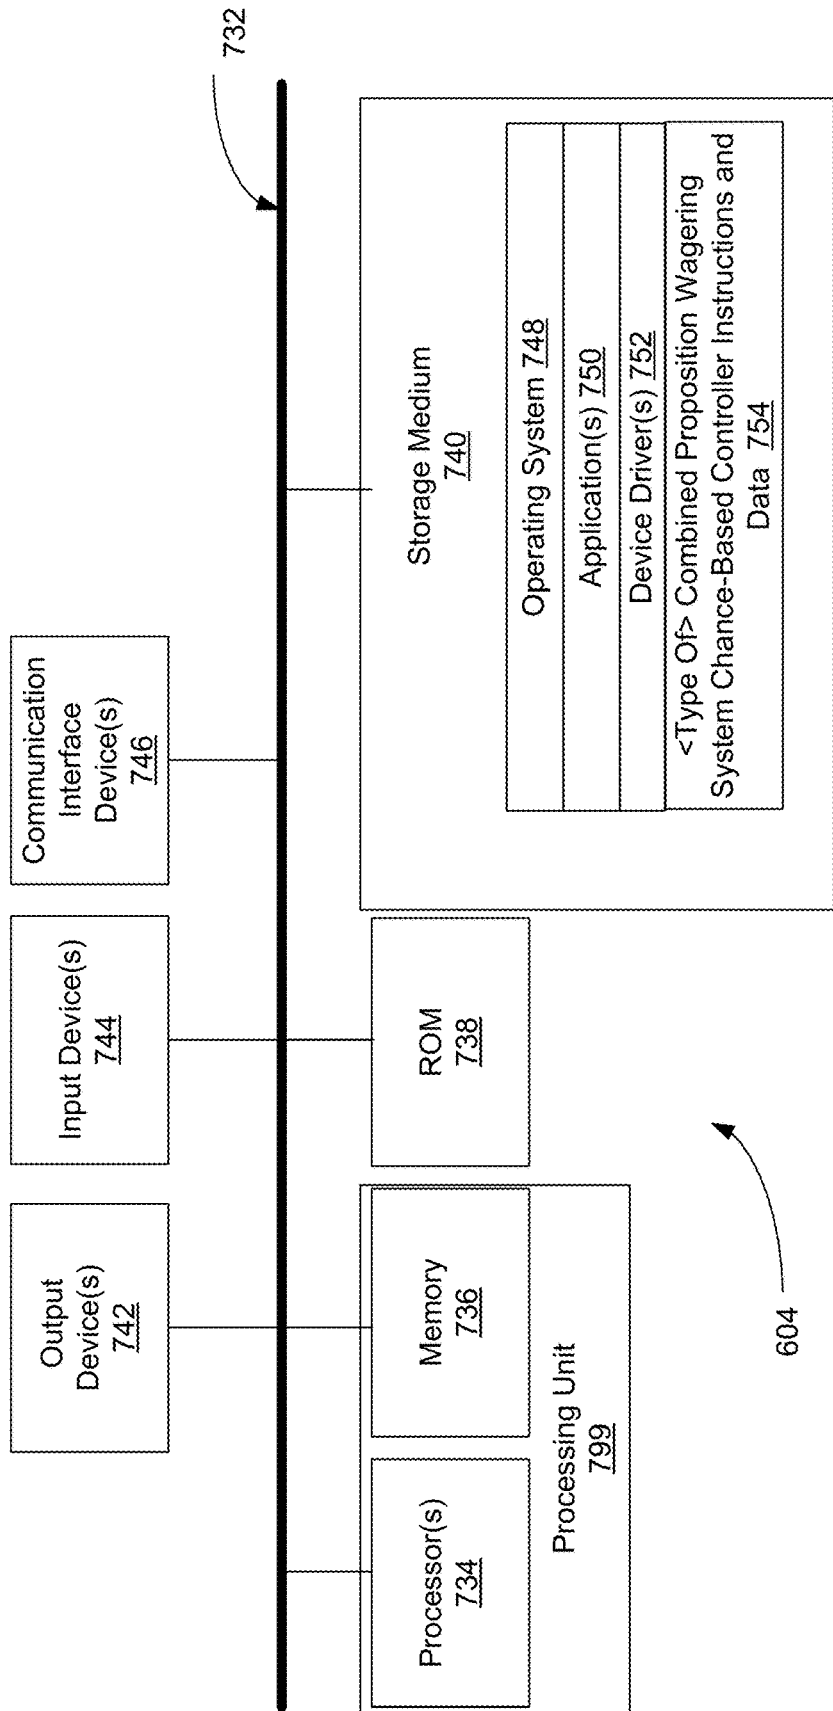 732
Output
Device(s)
742
Input Device(s)
744
Communication
Interface
Device(s)
746
Processor(s)
734
Memory
736
Processing Unit
799
ROM
738
Storage Medium
740
Operating System 748
Application(s) 750
Device Driver(s) 752
<Type Of> Combined Proposition Wagering
System Chance-Based Controller Instructions and
Data 754
604